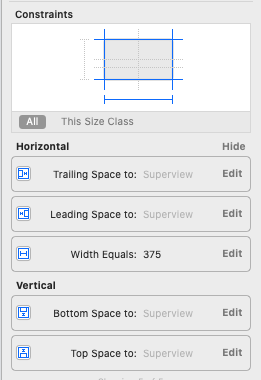 Constraints
All This Size Class
Horizontal Hide
Trailing Space to: Superview Edit
Leading Space to: Superview Edit
Width Equals: 375 Edit
Vertical
Bottom Space to: Superview Edit
Top Space to: Superview Edit